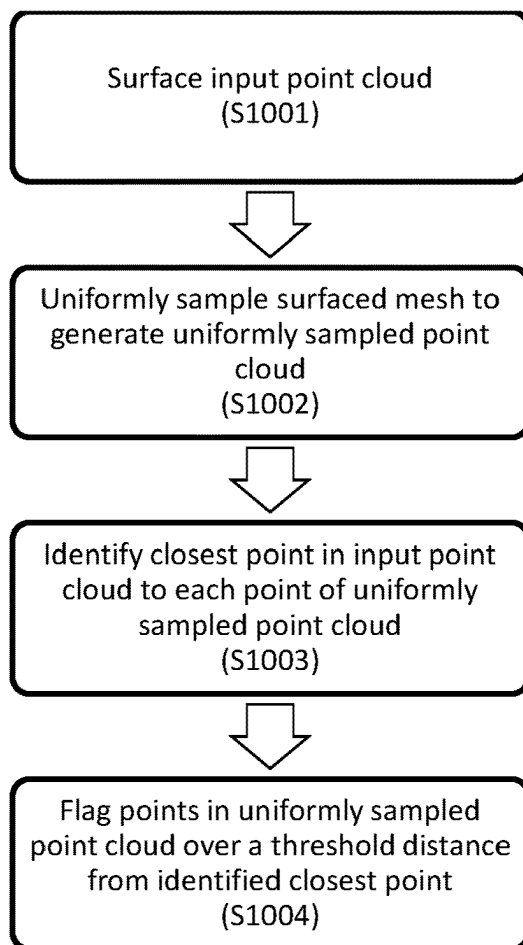 Surface input point cloud
(S1001)
Uniformly sample surfaced mesh to
generate uniformly sampled point
cloud
(S1002)
Identify closest point in input point
cloud to each point of uniformly
sampled point cloud
(S1003)
Flag points in uniformly sampled
point cloud over a threshold distance
from identified closest point
(S1004)